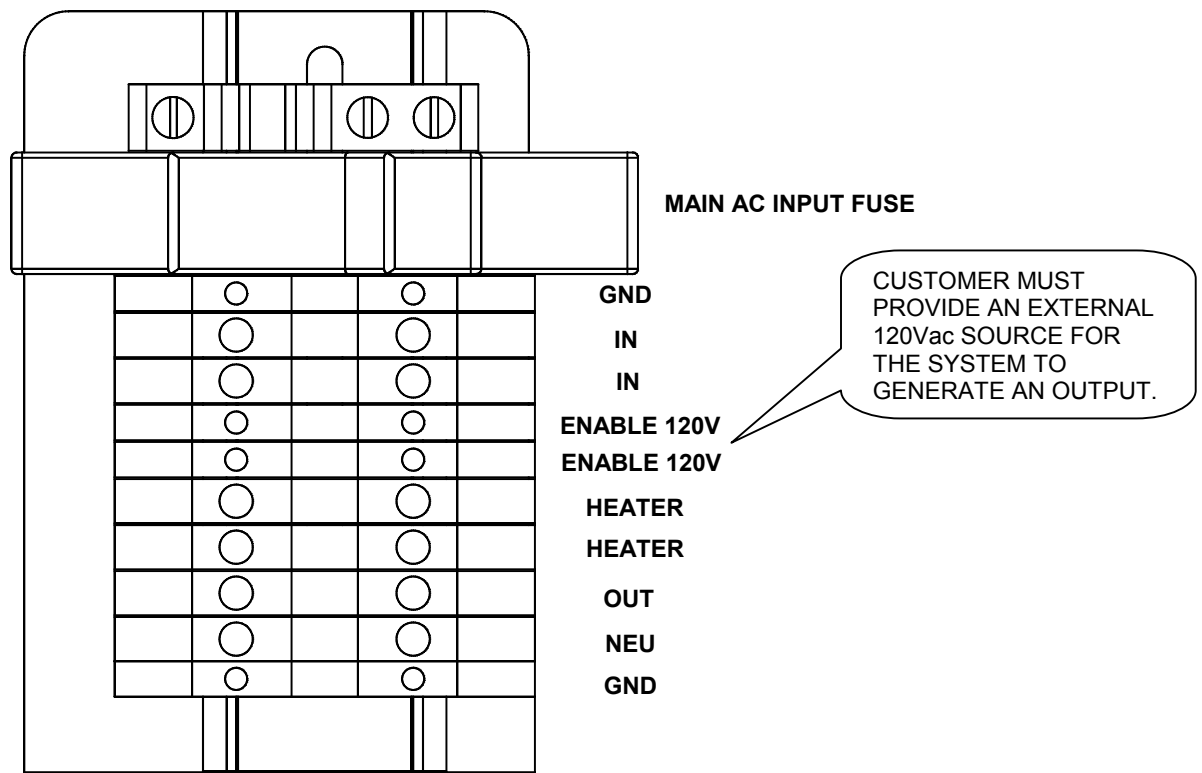 MAIN AC INPUT FUSE
GND
IN
IN
ENABLE 120V
ENABLE 120V
HEATER
HEATER
OUT
NEU
GND
CUSTOMER MUST
PROVIDE AN EXTERNAL
120Vac SOURCE FOR
THE SYSTEM TO
GENERATE AN OUTPUT.